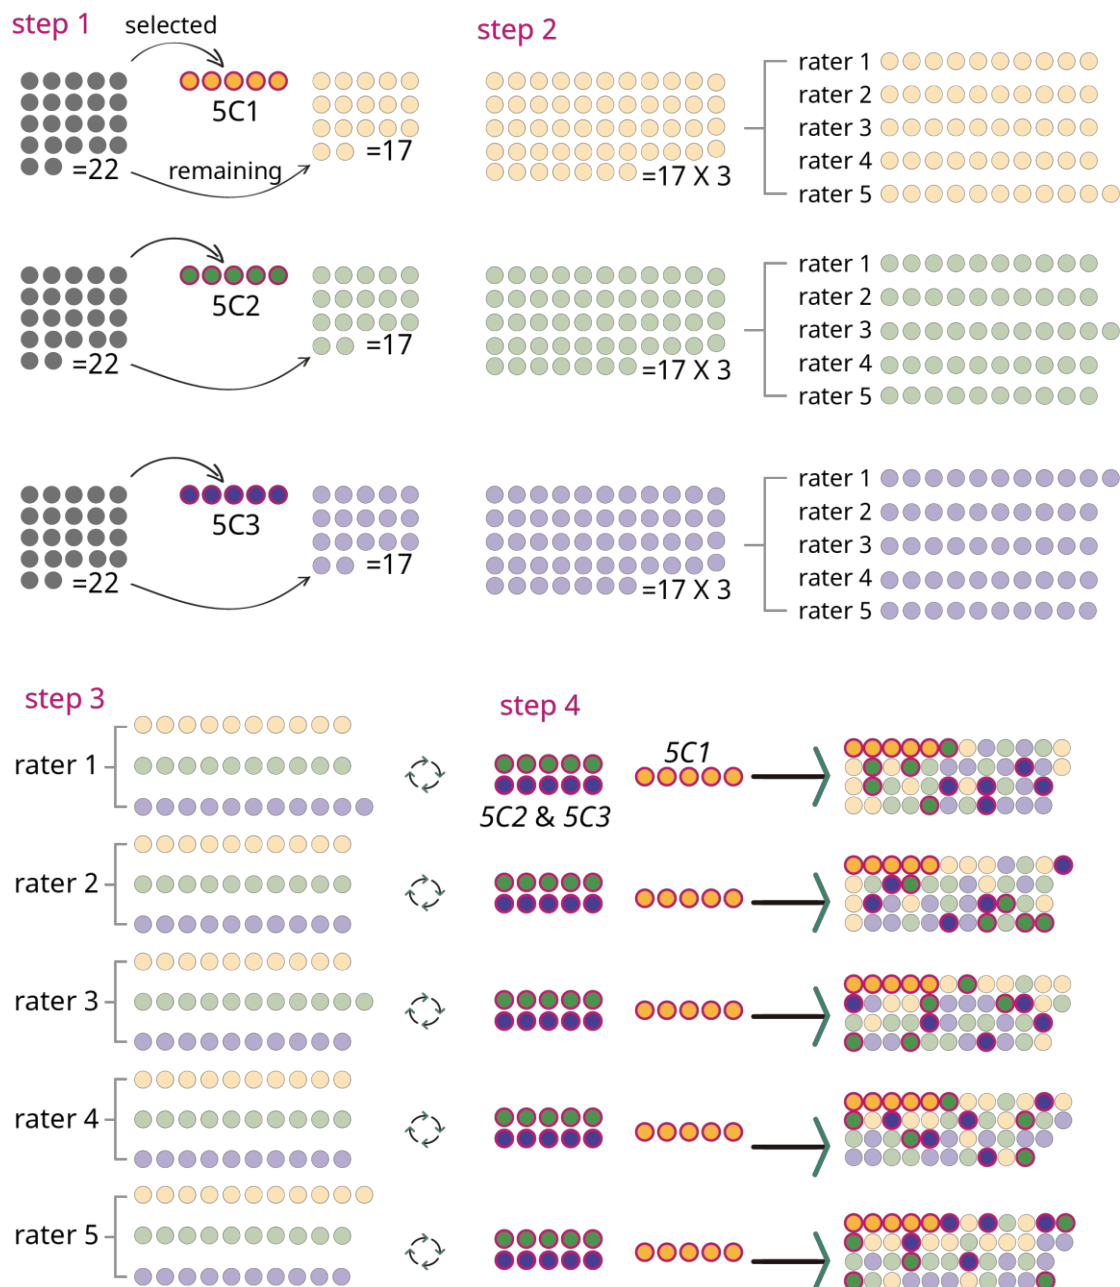 step 1
selected
5C1
=22
remaining
=17
5C2
=22
=17
5C3
=22
=17
step 2
=17 X 3
rater 1
rater 2
rater 3
rater 4
rater 5
=17 X 3
rater 1
rater 2
rater 3
rater 4
rater 5
=17 X 3
rater 1
rater 2
rater 3
rater 4
rater 5
step 3
rater 1
rater 2
rater 3
rater 4
rater 5
step 4
5C1
5C2 & 5C3